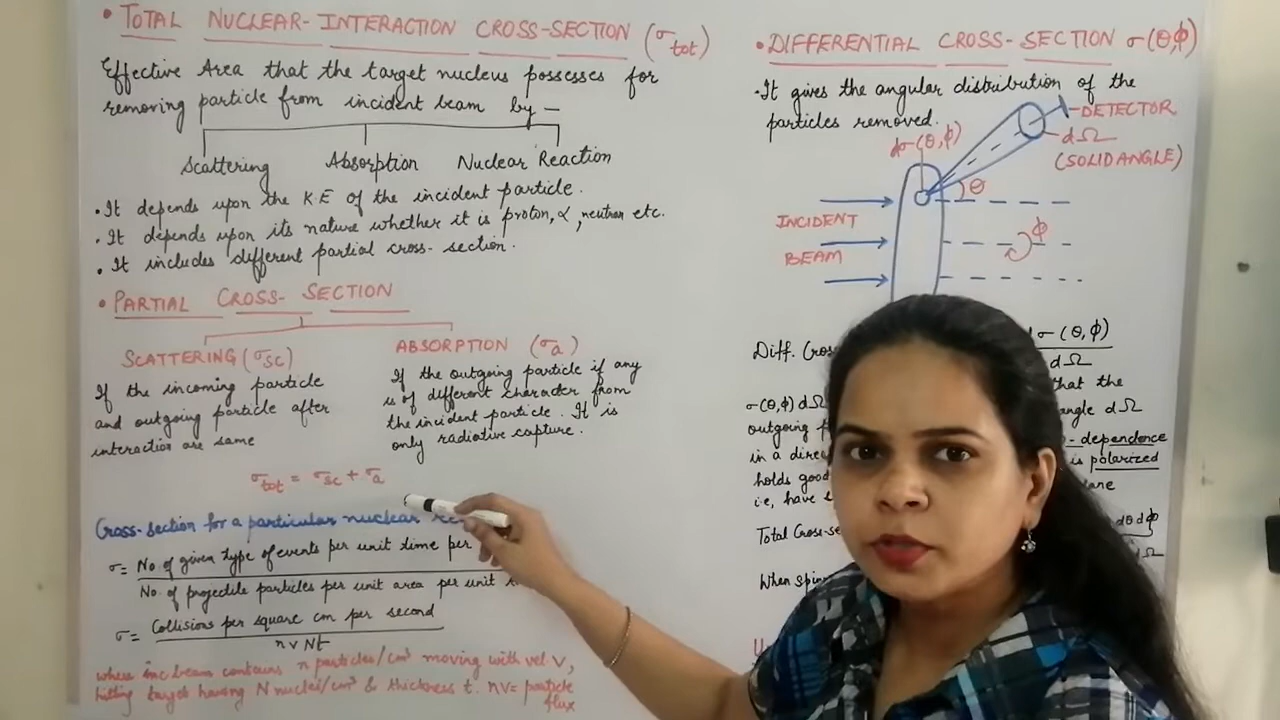 • TOTAL NUCLEAR-INTERACTION CROSS-SECTION (σtot)
Effective Area that the target nucleus possesses for
removing particle from incident beam by —
Scattering Absorption Nuclear Reaction
• It depends upon the K.E of the incident particle.
• It depends upon its nature whether it is proton, α, neutron etc.
• It includes different partial cross-section.
• PARTIAL CROSS-SECTION
SCATTERING (σsc)
If the incoming particle
and outgoing particle after
interaction are same
ABSORPTION (σa)
If the outgoing particle if any
is of different character from
the incident particle. It is
only radiative capture.
σtot = σsc + σa
Cross-section for a particular nuclear
σ = No of given type of events per unit time per
No. of projectile particles per unit area per unit
σ = Collisions per square cm per second
n v Nt
where inc beam contains n particles/cm³ moving with vel V,
hitting target having N nuclei/cm³ & thickness t. nv = particle
flux
• DIFFERENTIAL CROSS-SECTION σ(θ,ϕ)
• It gives the angular distribution of the
particles removed.
DETECTOR
dσ(θ,ϕ)
dΩ
(SOLID ANGLE)
θ
INCIDENT
BEAM
ϕ
Diff. Cros
dσ(θ,ϕ)
dΩ
σ(θ,ϕ) dΩ that the
outgoing angle dΩ
in a dire - dependence
holds good is polarized
i.e, have
Total Cross-se dθ dϕ
dΩ
When spin